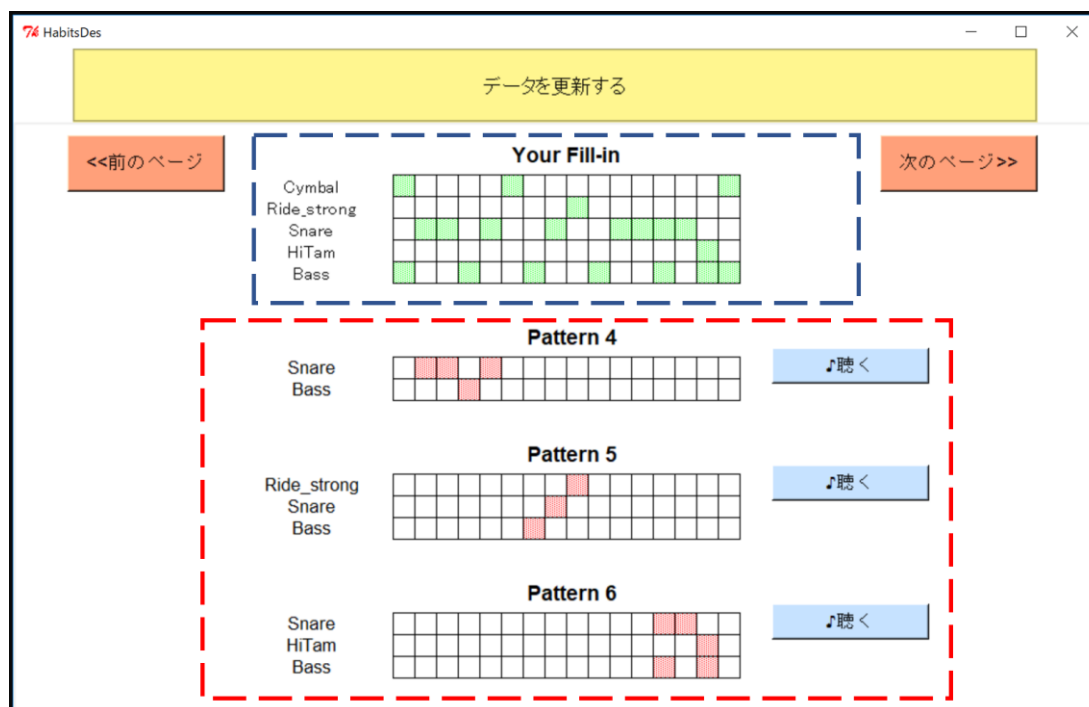 HabitsDes
データを更新する
<<前のページ
Your Fill-in
次のページ>>
Cymbal
Ride_strong
Snare
HiTam
Bass
Pattern 4
Snare
Bass
♪聴く
Pattern 5
Ride_strong
Snare
Bass
♪聴く
Pattern 6
Snare
HiTam
Bass
♪聴く